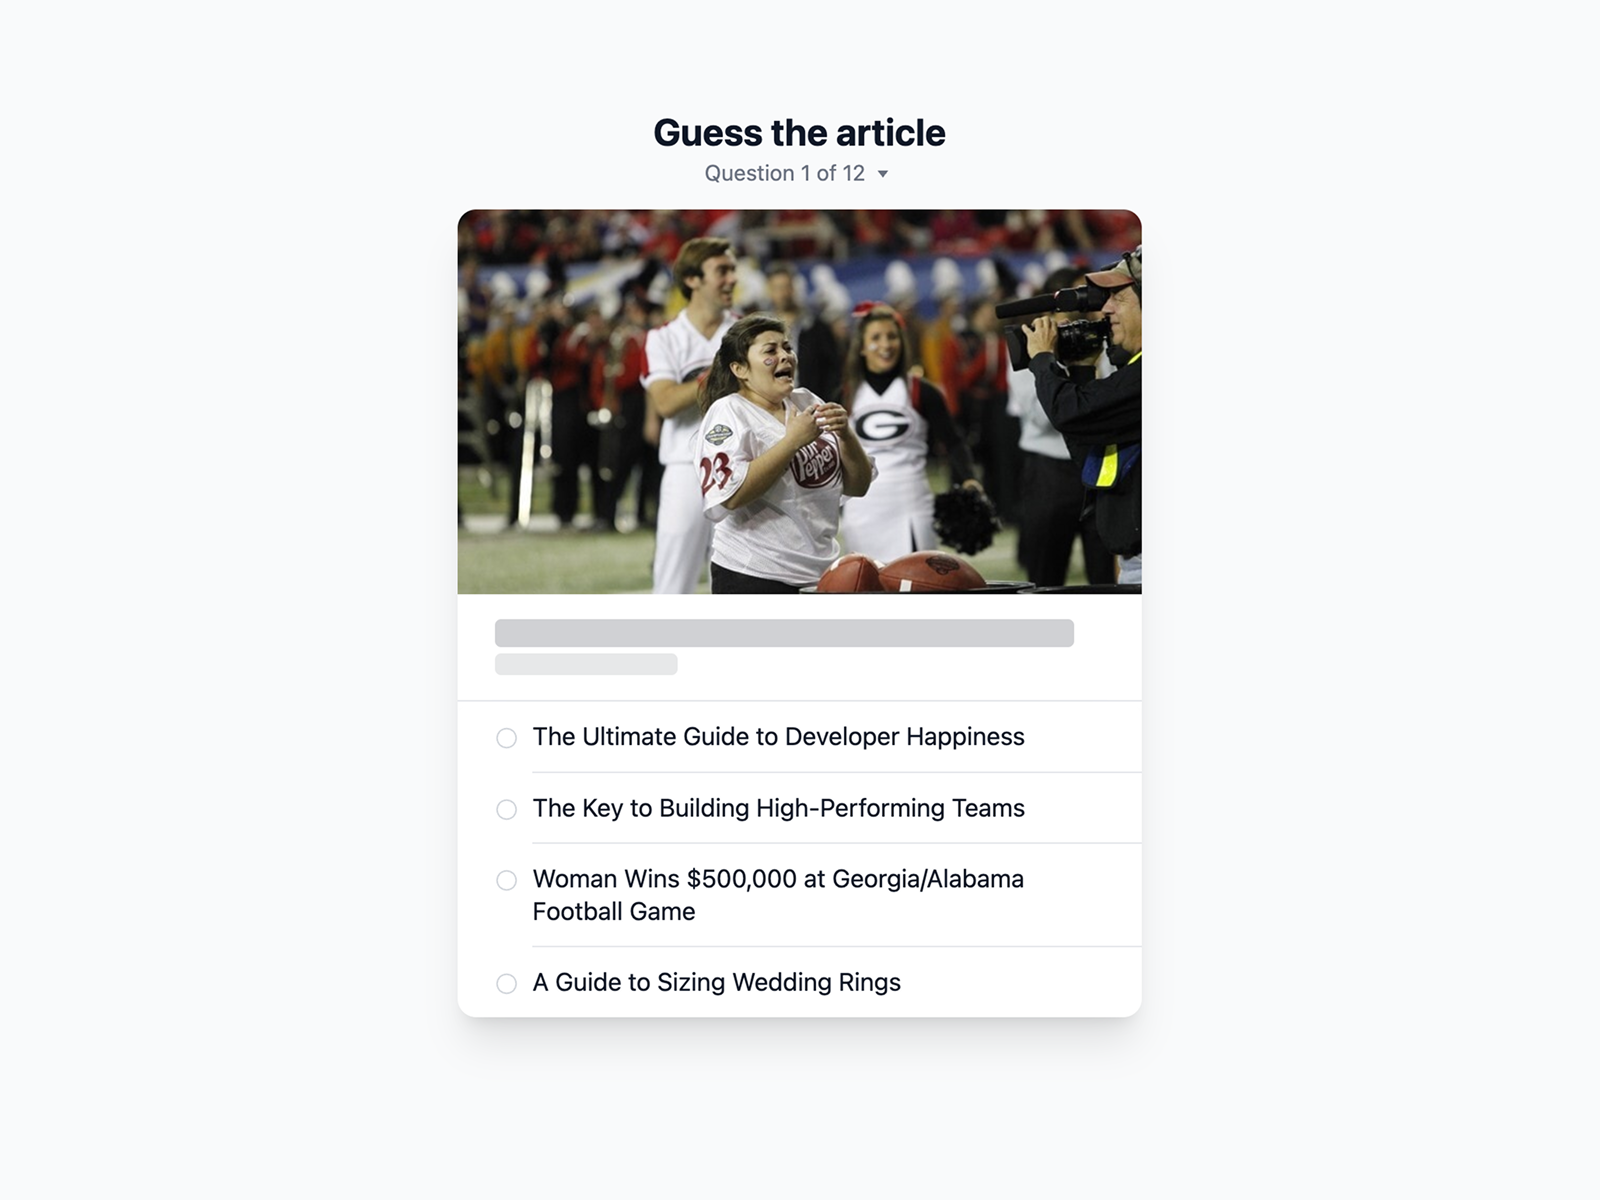 Guess the article
Question 1 of 12
G
23
Dr Pepper
The Ultimate Guide to Developer Happiness
The Key to Building High-Performing Teams
Woman Wins $500,000 at Georgia/Alabama
Football Game
A Guide to Sizing Wedding Rings